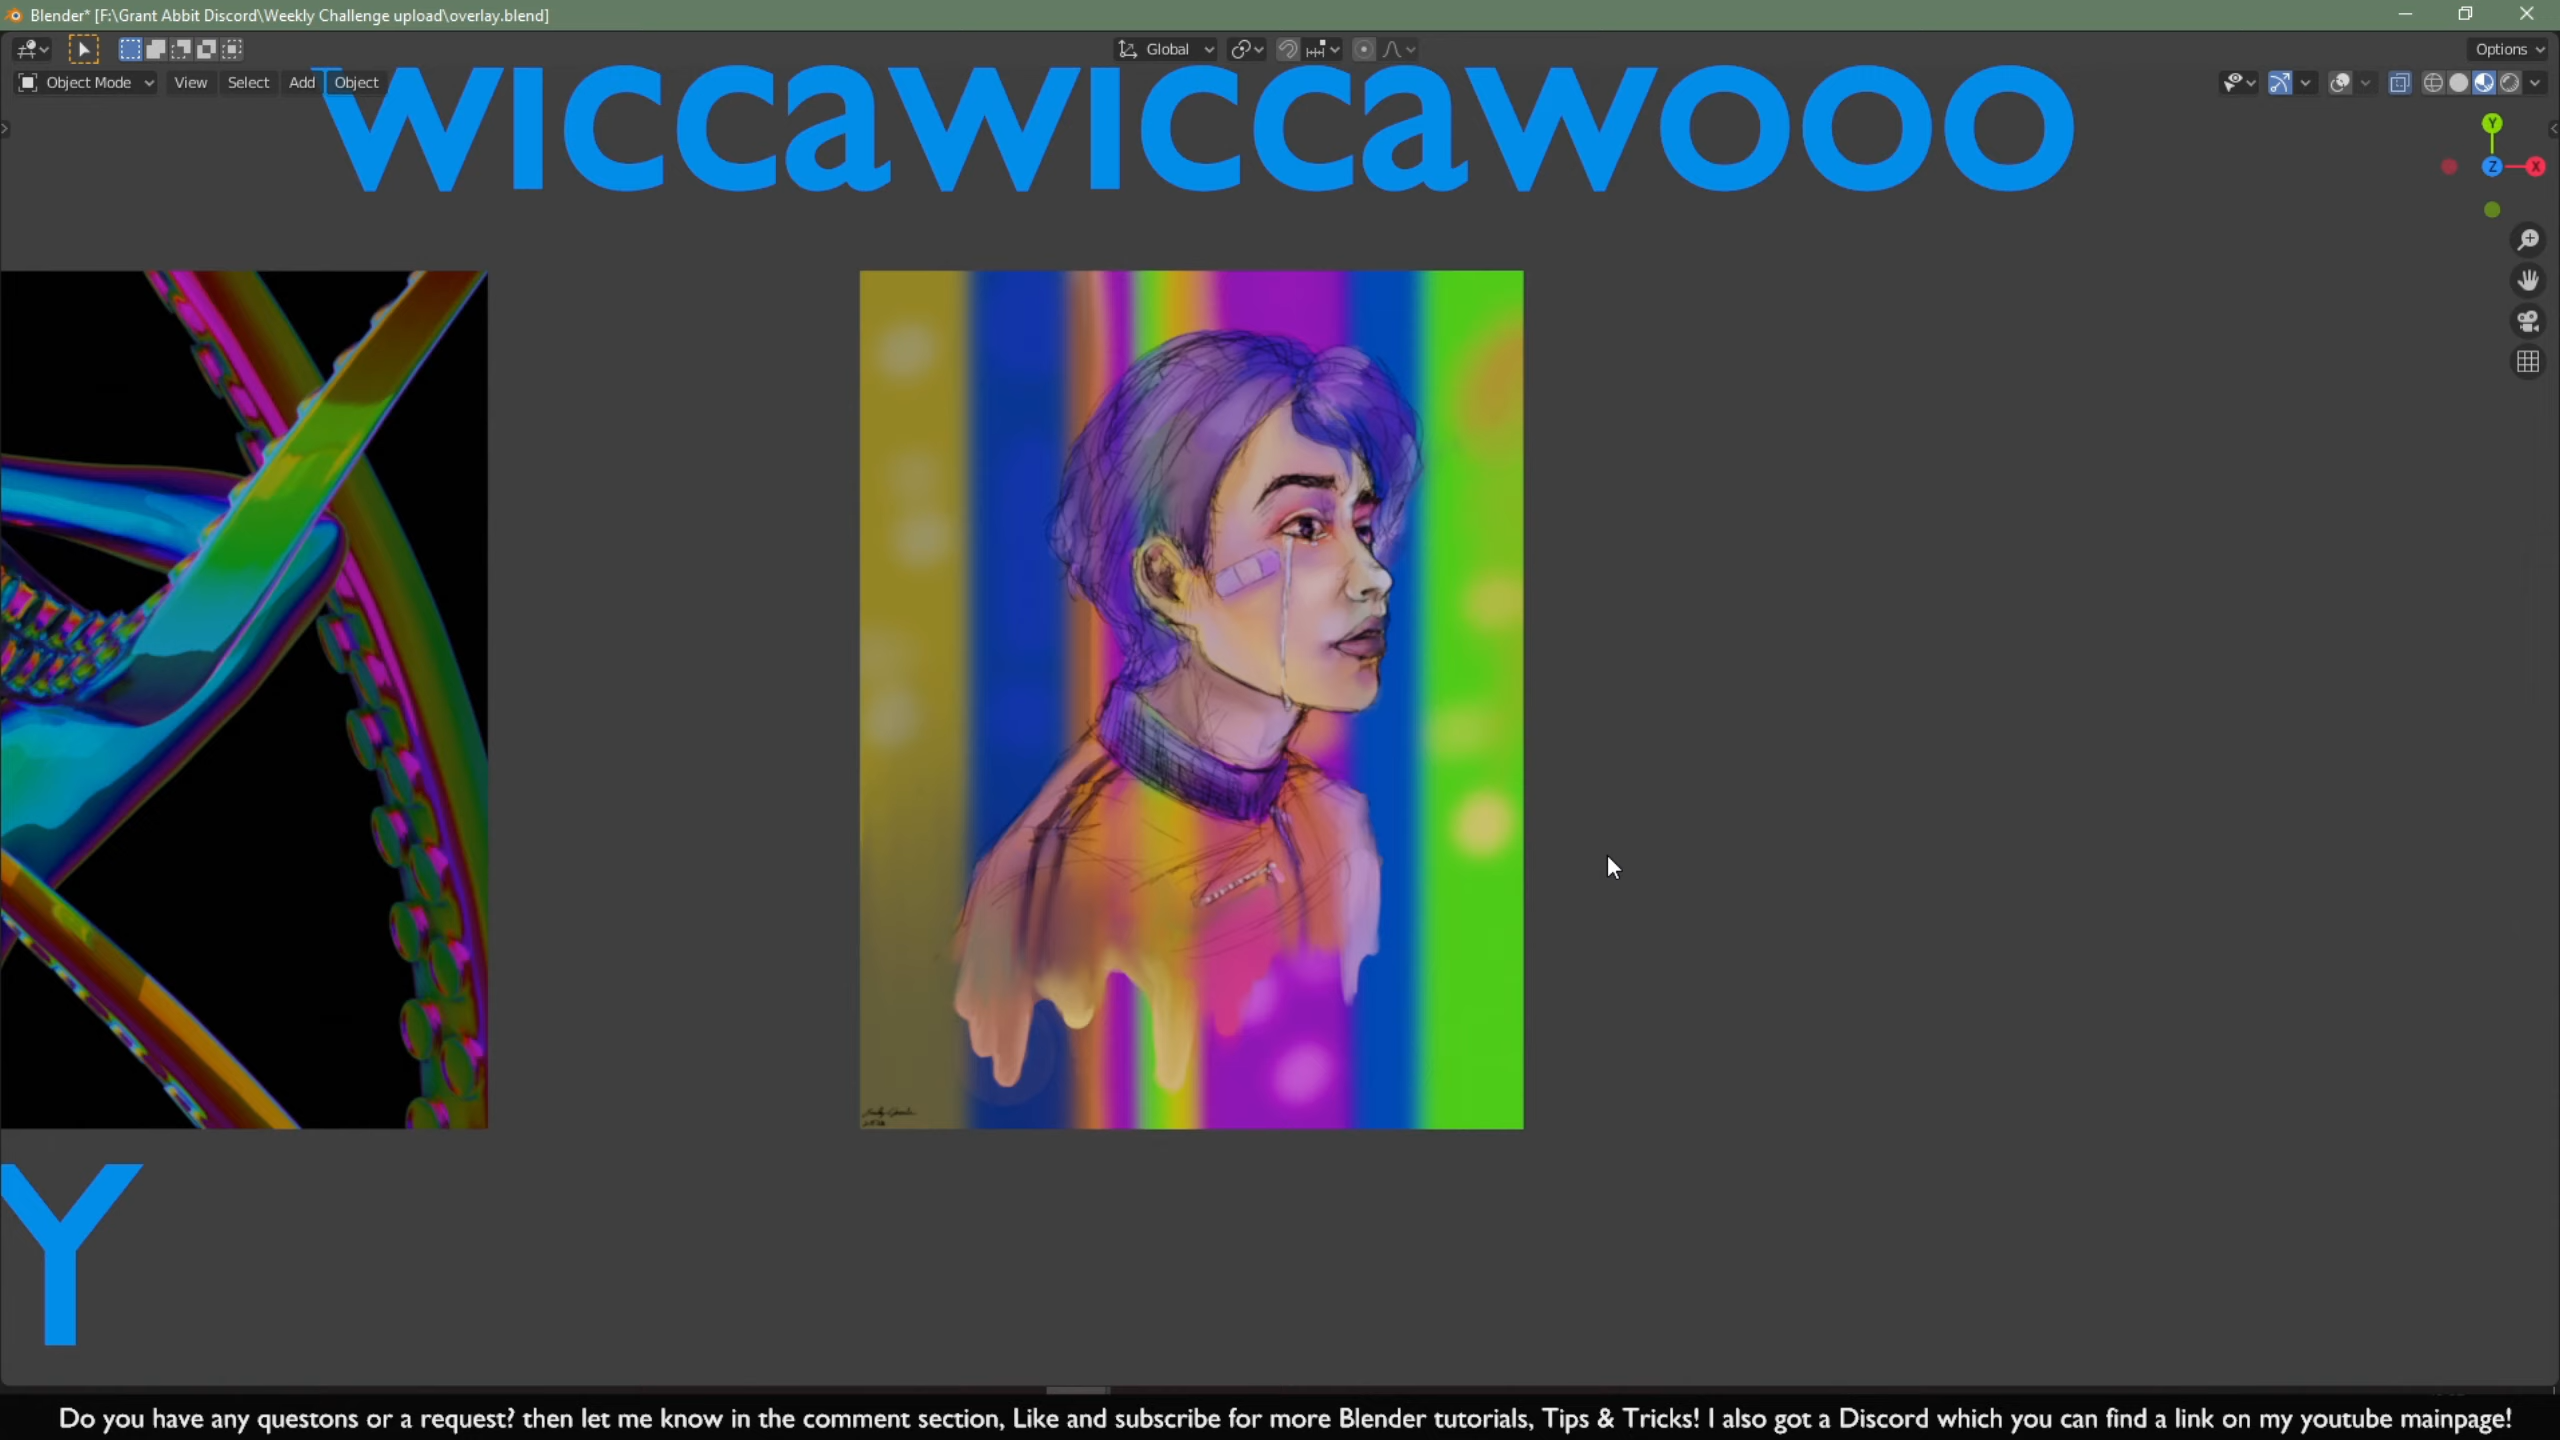 Blender* [F:\Grant Abbit Discord\Weekly Challenge upload\overlay.blend]
Global
Options
Object Mode View Select Add Object
wiccawiccawooo
Y
X
Z
Y
Do you have any questons or a request? then let me know in the comment section, Like and subscribe for more Blender tutorials, Tips & Tricks! I also got a Discord which you can find a link on my youtube mainpage!